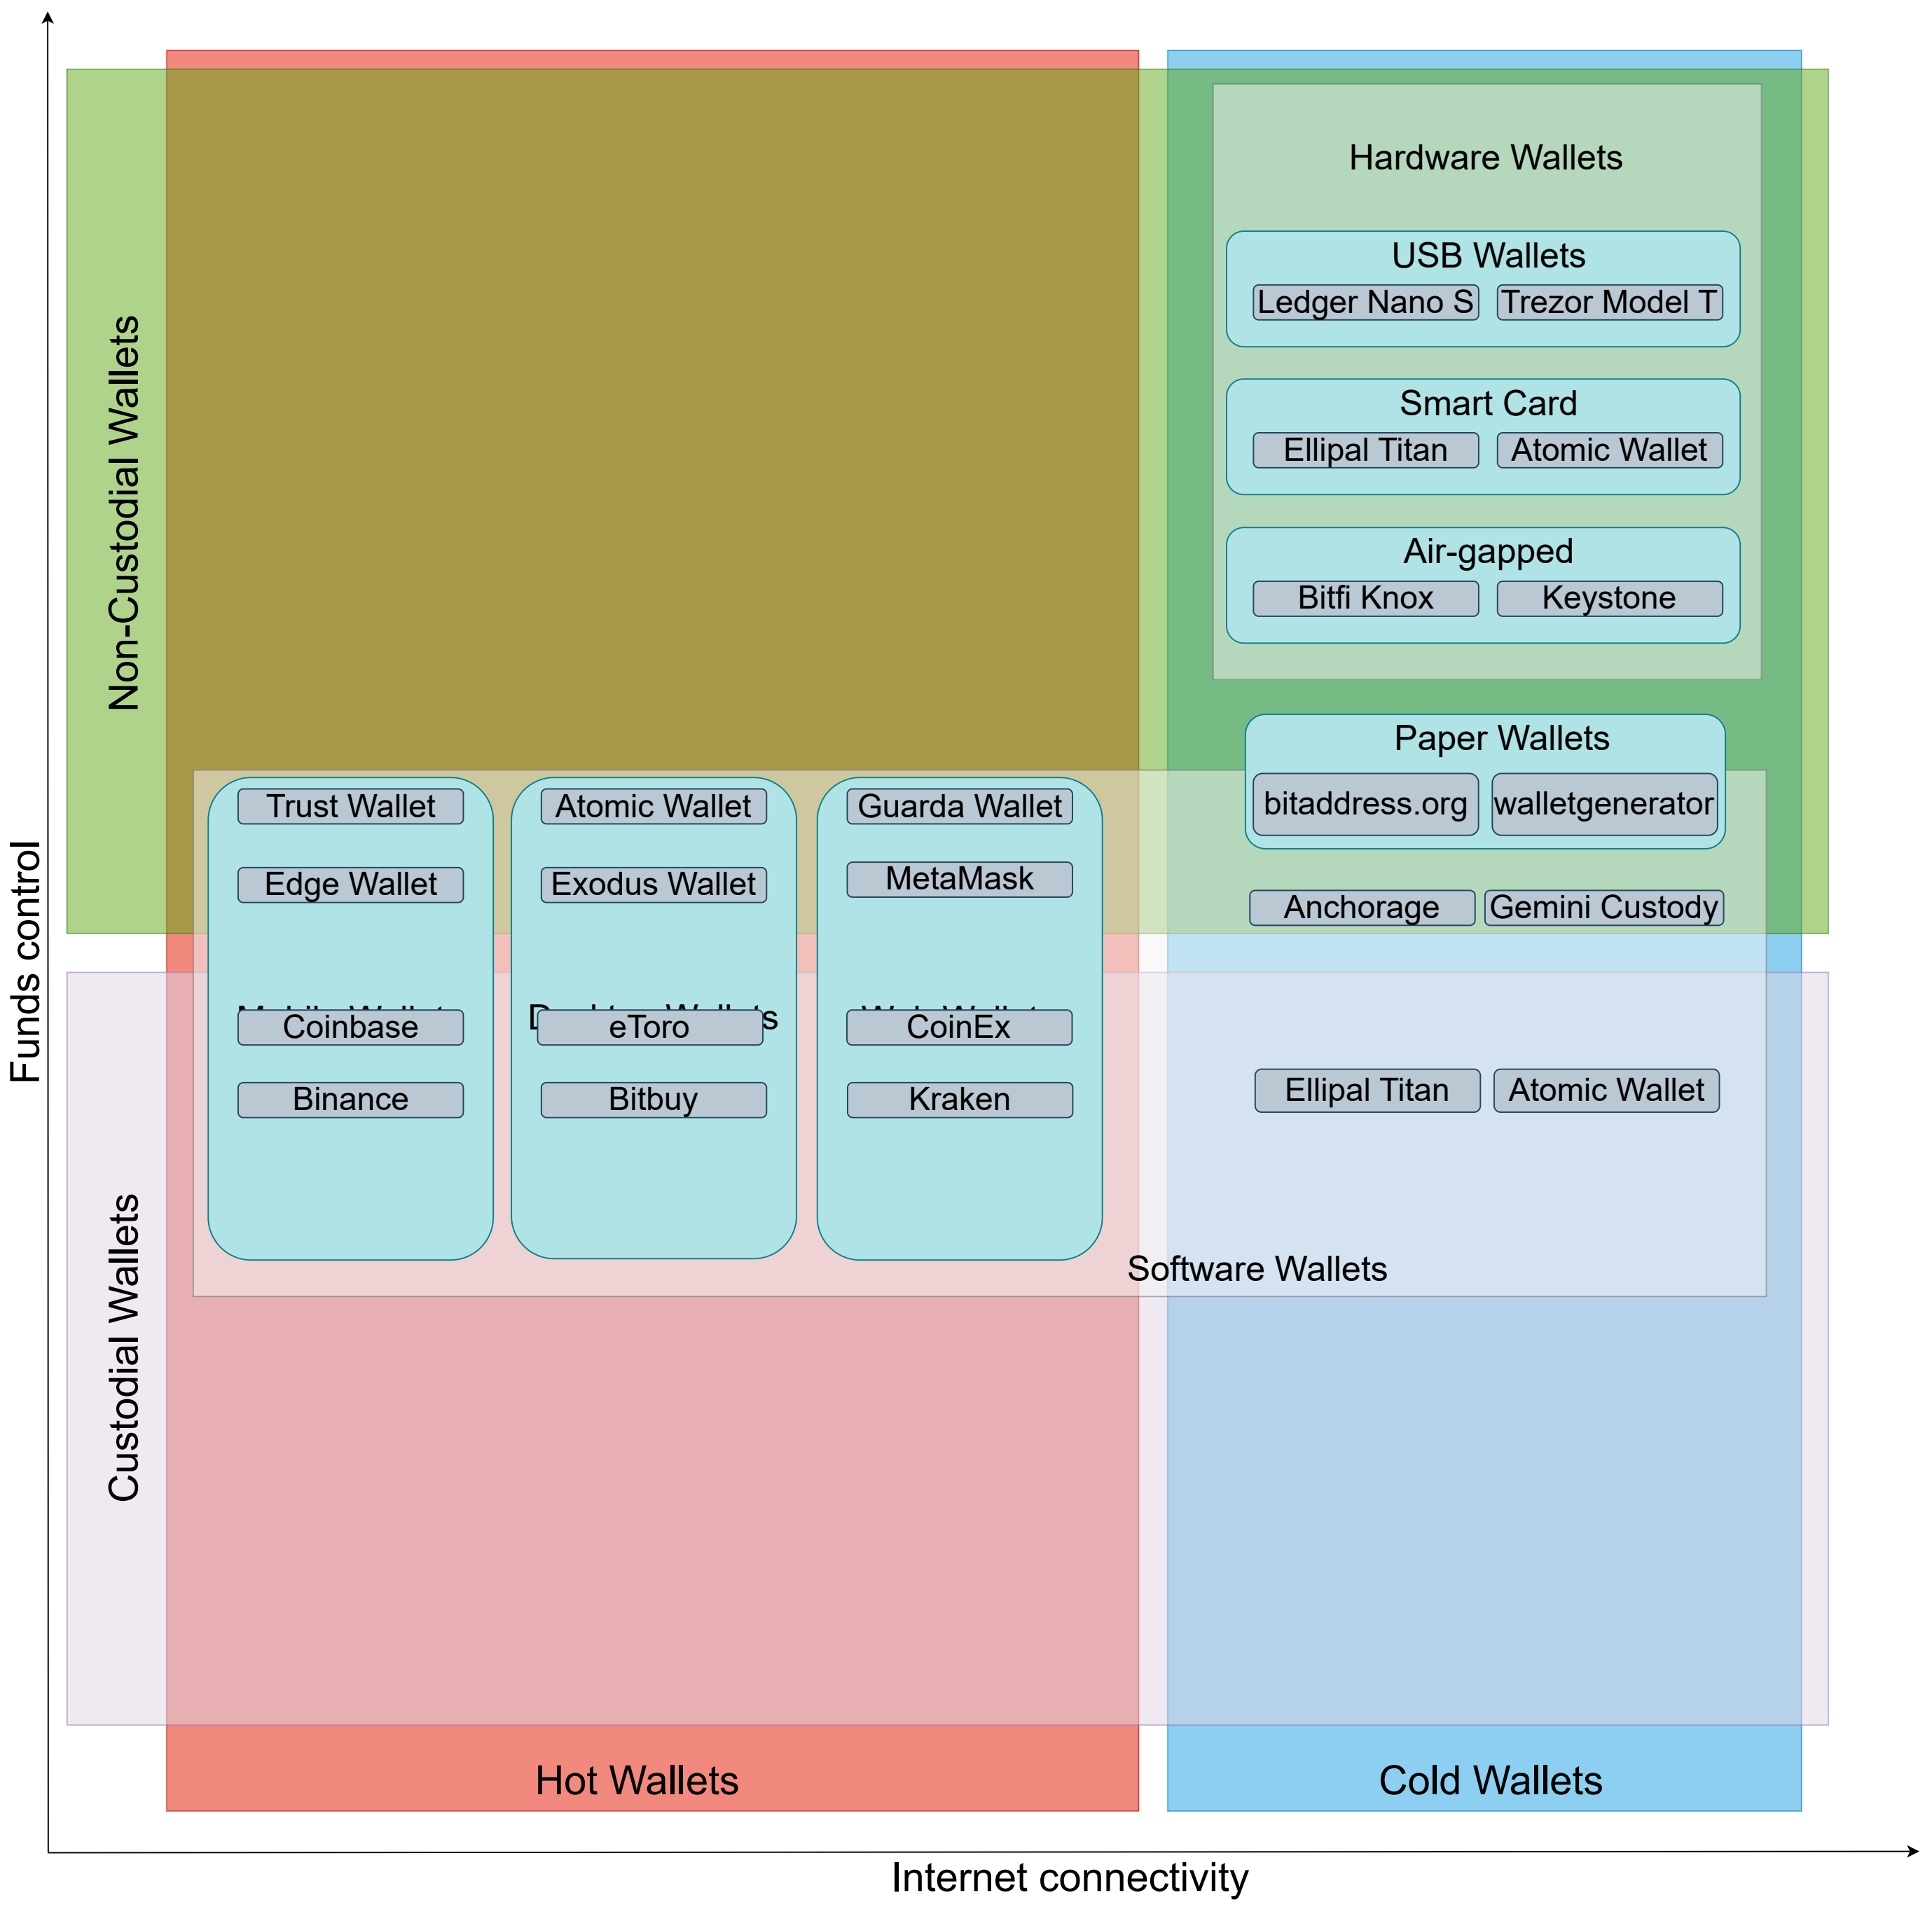 Hardware Wallets
USB Wallets
Ledger Nano S
Trezor Model T
Smart Card
Ellipal Titan
Atomic Wallet
Air-gapped
Bitfi Knox
Keystone
Non-Custodial Wallets
Paper Wallets
bitaddress.org
walletgenerator
Trust Wallet
Atomic Wallet
Guarda Wallet
Edge Wallet
Exodus Wallet
MetaMask
Anchorage
Gemini Custody
Funds control
Coinbase
eToro
CoinEx
Binance
Bitbuy
Kraken
Ellipal Titan
Atomic Wallet
Software Wallets
Custodial Wallets
Hot Wallets
Cold Wallets
Internet connectivity